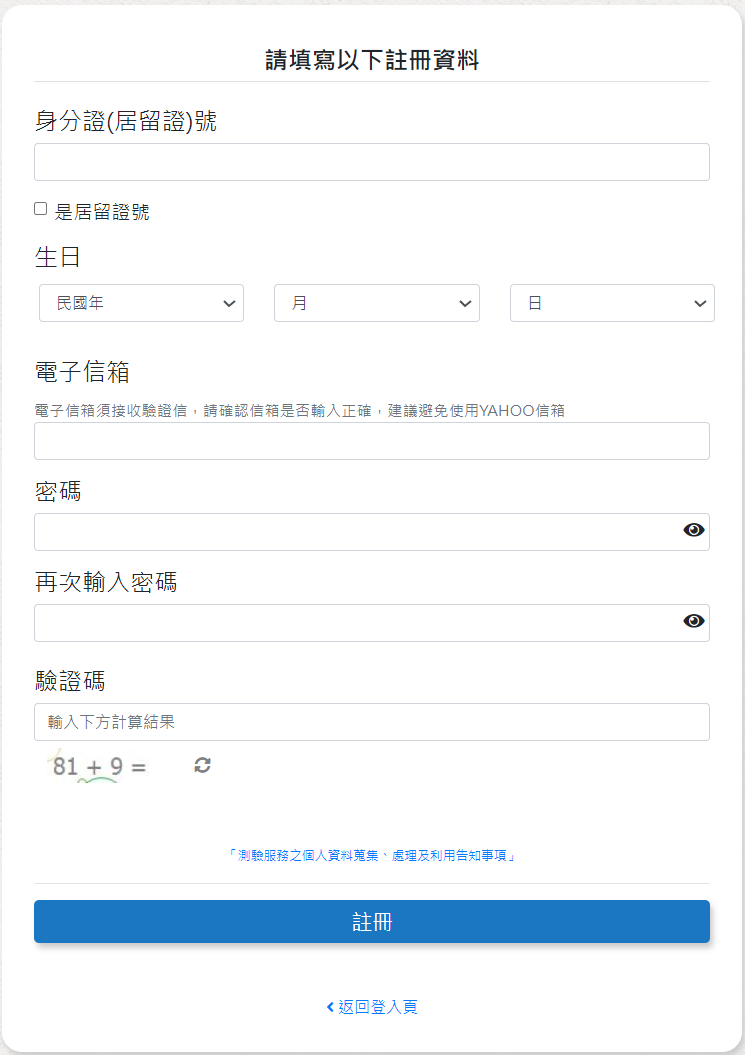 請填寫以下註冊資料
身分證(居留證)號
是居留證號
生日
民國年 月 日
電子信箱
電子信箱須接收驗證信，請確認信箱是否輸入正確，建議避免使用YAHOO信箱
密碼
再次輸入密碼
驗證碼
輸入下方計算結果
81 + 9 =
「測驗服務之個人資料蒐集、處理及利用告知事項」
註冊
返回登入頁